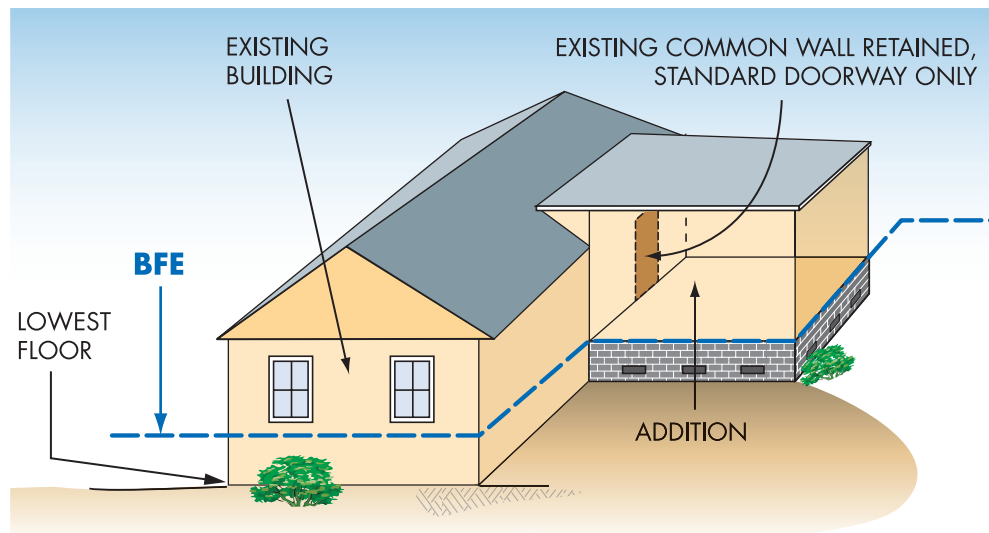 EXISTING
BUILDING
EXISTING COMMON WALL RETAINED,
STANDARD DOORWAY ONLY
BFE
LOWEST
FLOOR
ADDITION